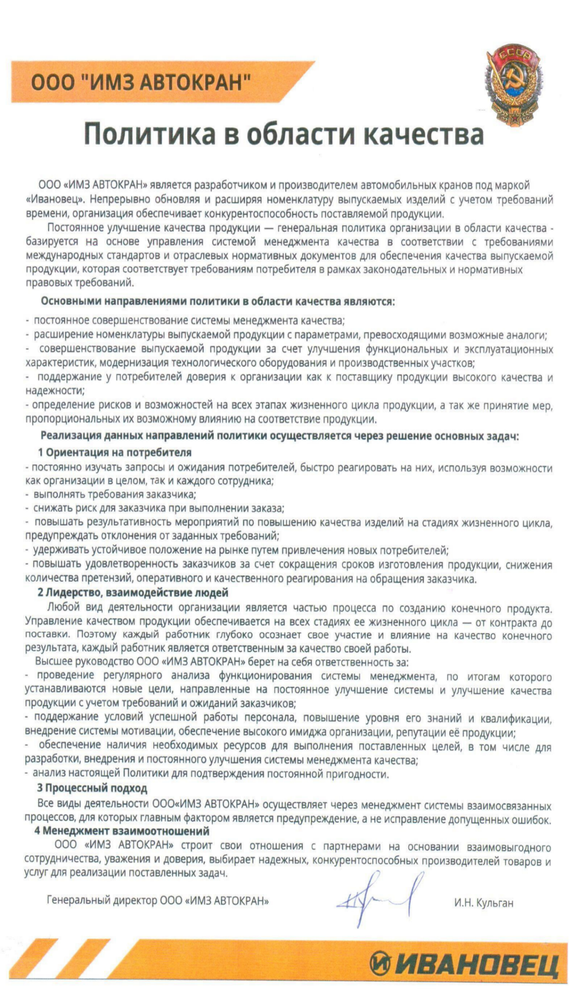 СССР
ООО "ИМЗ АВТОКРАН"
Политика в области качества
ООО «ИМЗ АВТОКРАН» является разработчиком и производителем автомобильных кранов под маркой
«Ивановец». Непрерывно обновляя и расширяя номенклатуру выпускаемых изделий с учетом требований
времени, организация обеспечивает конкурентоспособность поставляемой продукции.
Постоянное улучшение качества продукции — генеральная политика организации в области качества -
базируется на основе управления системой менеджмента качества в соответствии с требованиями
международных стандартов и отраслевых нормативных документов для обеспечения качества выпускаемой
продукции, которая соответствует требованиям потребителя в рамках законодательных и нормативных
правовых требований.
Основными направлениями политики в области качества являются:
- постоянное совершенствование системы менеджмента качества;
- расширение номенклатуры выпускаемой продукции с параметрами, превосходящими возможные аналоги;
- совершенствование выпускаемой продукции за счет улучшения функциональных и эксплуатационных
характеристик, модернизация технологического оборудования и производственных участков;
- поддержание у потребителей доверия к организации как к поставщику продукции высокого качества и
надежности;
- определение рисков и возможностей на всех этапах жизненного цикла продукции, а так же принятие мер,
пропорциональных их возможному влиянию на соответствие продукции.
Реализация данных направлений политики осуществляется через решение основных задач:
1 Ориентация на потребителя
- постоянно изучать запросы и ожидания потребителей, быстро реагировать на них, используя возможности
как организации в целом, так и каждого сотрудника;
- выполнять требования заказчика;
- снижать риск для заказчика при выполнении заказа;
- повышать результативность мероприятий по повышению качества изделий на стадиях жизненного цикла,
предупреждать отклонения от заданных требований;
- удерживать устойчивое положение на рынке путем привлечения новых потребителей;
- повышать удовлетворенность заказчиков за счет сокращения сроков изготовления продукции, снижения
количества претензий, оперативного и качественного реагирования на обращения заказчика.
2 Лидерство, взаимодействие людей
Любой вид деятельности организации является частью процесса по созданию конечного продукта.
Управление качеством продукции обеспечивается на всех стадиях ее жизненного цикла — от контракта до
поставки. Поэтому каждый работник глубоко осознает свое участие и влияние на качество конечного
результата, каждый работник является ответственным за качество своей работы.
Высшее руководство ООО «ИМЗ АВТОКРАН» берет на себя ответственность за:
- проведение регулярного анализа функционирования системы менеджмента, по итогам которого
устанавливаются новые цели, направленные на постоянное улучшение системы и улучшение качества
продукции с учетом требований и ожиданий заказчиков;
- поддержание условий успешной работы персонала, повышение уровня его знаний и квалификации,
внедрение системы мотивации, обеспечение высокого имиджа организации, репутации её продукции;
- обеспечение наличия необходимых ресурсов для выполнения поставленных целей, в том числе для
разработки, внедрения и постоянного улучшения системы менеджмента качества;
- анализ настоящей Политики для подтверждения постоянной пригодности.
3 Процессный подход
Все виды деятельности ООО«ИМЗ АВТОКРАН» осуществляет через менеджмент системы взаимосвязанных
процессов, для которых главным фактором является предупреждение, а не исправление допущенных ошибок.
4 Менеджмент взаимоотношений
ООО «ИМЗ АВТОКРАН» строит свои отношения с партнерами на основании взаимовыгодного
сотрудничества, уважения и доверия, выбирает надежных, конкурентоспособных производителей товаров и
услуг для реализации поставленных задач.
Генеральный директор ООО «ИМЗ АВТОКРАН» И.Н. Кульган
ИВАНОВЕЦ